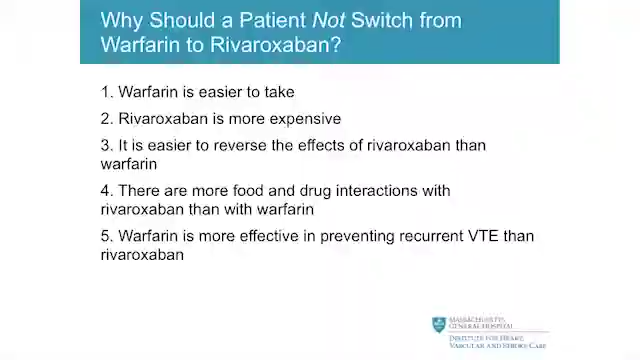 Why Should a Patient Not Switch from
Warfarin to Rivaroxaban?
1. Warfarin is easier to take
2. Rivaroxaban is more expensive
3. It is easier to reverse the effects of rivaroxaban than
warfarin
4. There are more food and drug interactions with
rivaroxaban than with warfarin
5. Warfarin is more effective in preventing recurrent VTE than
rivaroxaban
MASSACHUSETTS
GENERAL HOSPITAL
INSTITUTE FOR HEART,
VASCULAR AND STROKE CARE